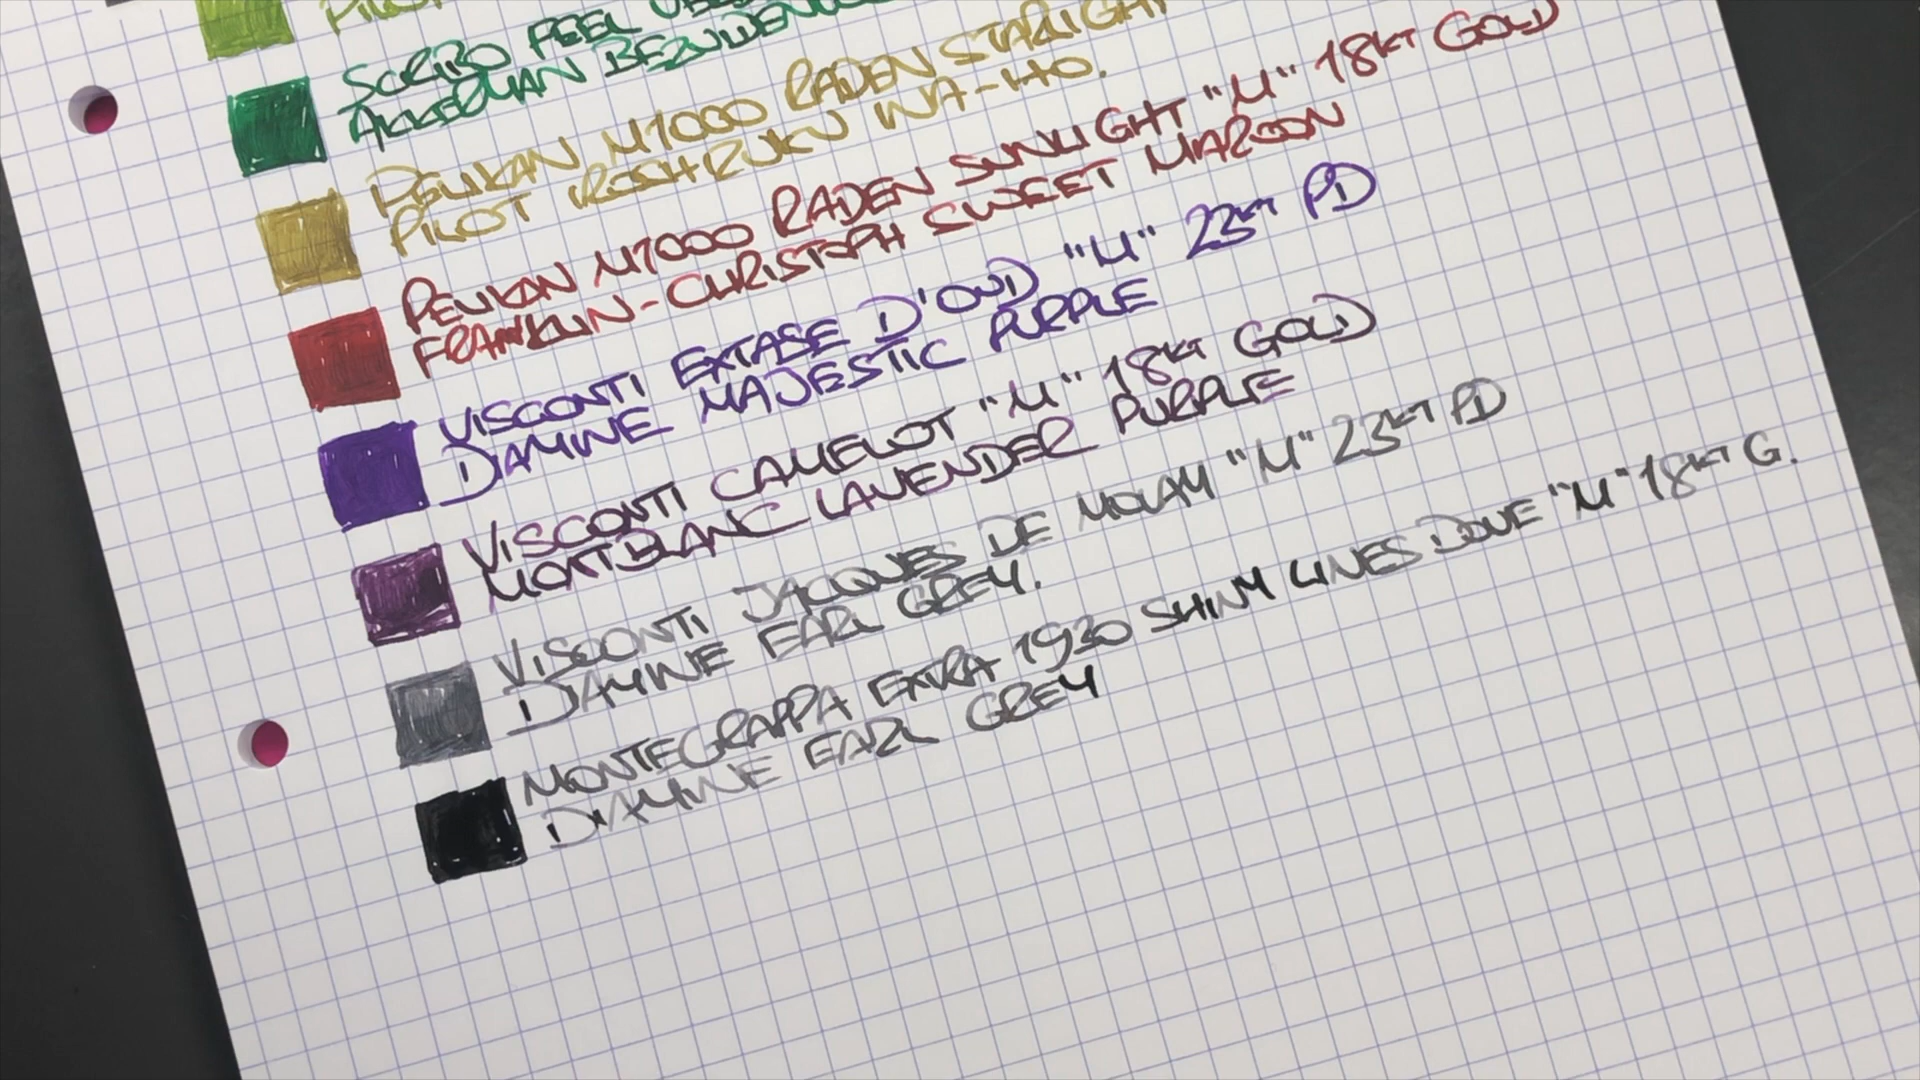 PILOT
SCRIBO FEEL
AKKERMAN BEZUIDEN
PELIKAN M1000 RADEN STARLIGHT
PILOT IROSHIZUKU INA-HO.
PELIKAN M1000 RADEN SUNLIGHT "M" 18KT GOLD
FRANKLIN-CHRISTOPH SWEET MAROON
VISCONTI EXTASE D'OUD "M" 23KT PD
DIAMINE MAJESTIC PURPLE
VISCONTI CAMELOT "M" 18KT GOLD
MONTBLANC LAVENDER PURPLE
VISCONTI JACQUES DE MOLAY "M" 23KT PD
DIAMINE EARL GREY.
MONTEGRAPPA EXTRA 1930 SHINY LINES DUE "M" 18KT G.
DIAMINE EARL GREY